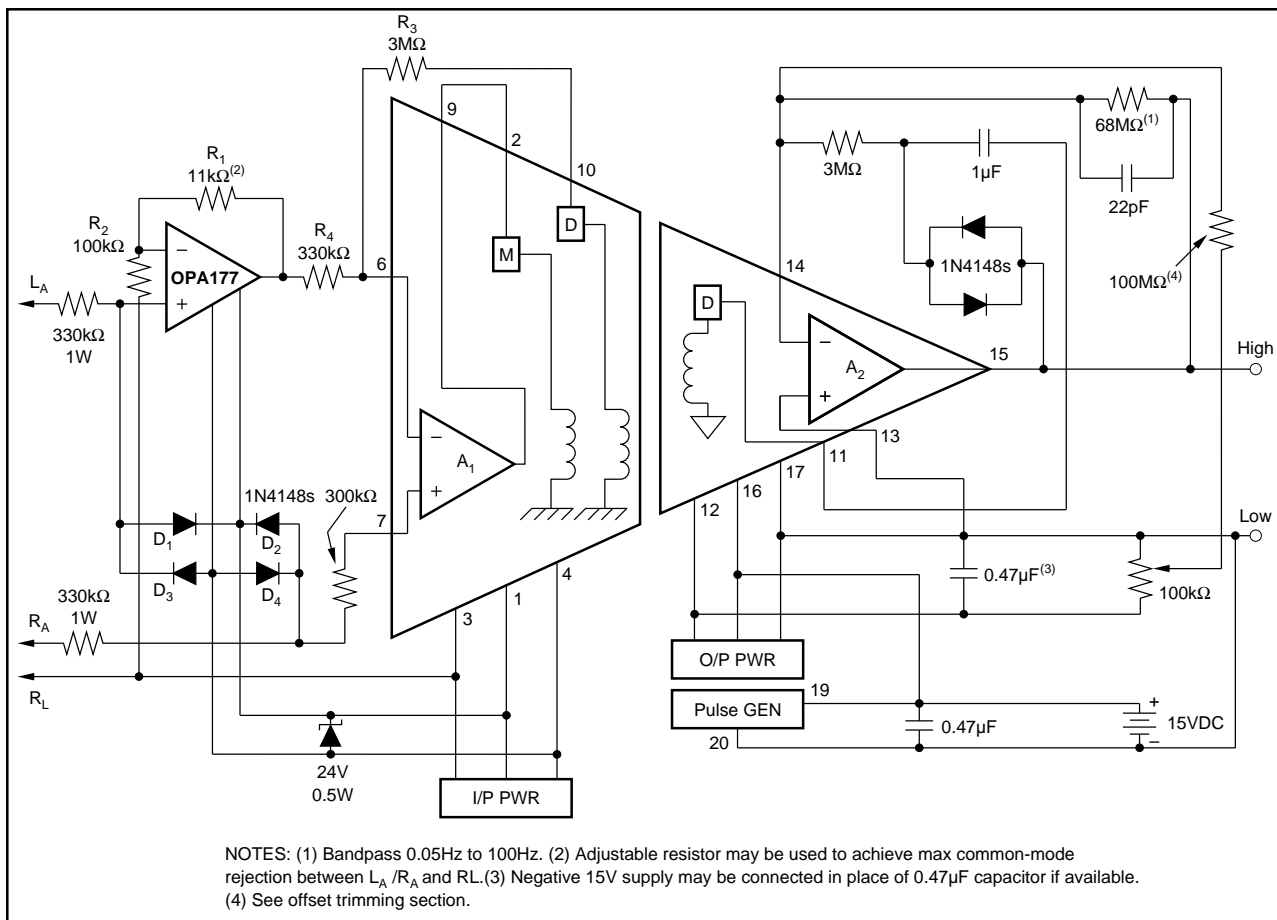 R3
3MΩ
9
2
10
R1
11kΩ(2)
R2
100kΩ
R4
330kΩ
6
OPA177
−
+
LA
330kΩ
1W
M
D
−
+
A1
1N4148s
300kΩ
7
D1
D2
D3
D4
330kΩ
1W
RA
RL
3
1
4
24V
0.5W
I/P PWR
68MΩ(1)
3MΩ
1µF
22pF
1N4148s
100MΩ(4)
14
D
−
+
A2
15
High
13
11
17
16
12
Low
0.47µF(3)
100kΩ
O/P PWR
Pulse GEN
19
20
0.47µF
+
−
15VDC
NOTES: (1) Bandpass 0.05Hz to 100Hz. (2) Adjustable resistor may be used to achieve max common-mode
rejection between LA /RA and RL.(3) Negative 15V supply may be connected in place of 0.47µF capacitor if available.
(4) See offset trimming section.